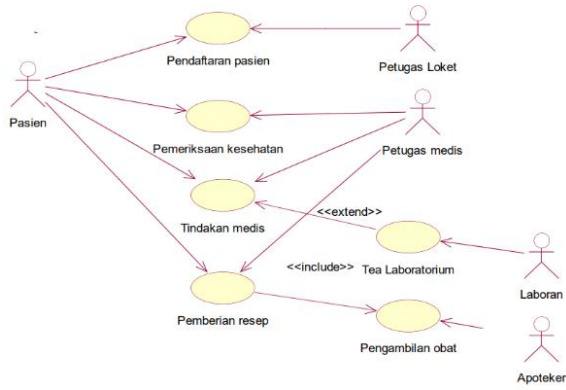 Pendaftaran pasien
Petugas Loket
Pasien
Pemeriksaan kesehatan
Petugas medis
<<extend>>
Tindakan medis
<<include>>
Tea Laboratorium
Laboran
Pemberian resep
Pengambilan obat
Apoteker